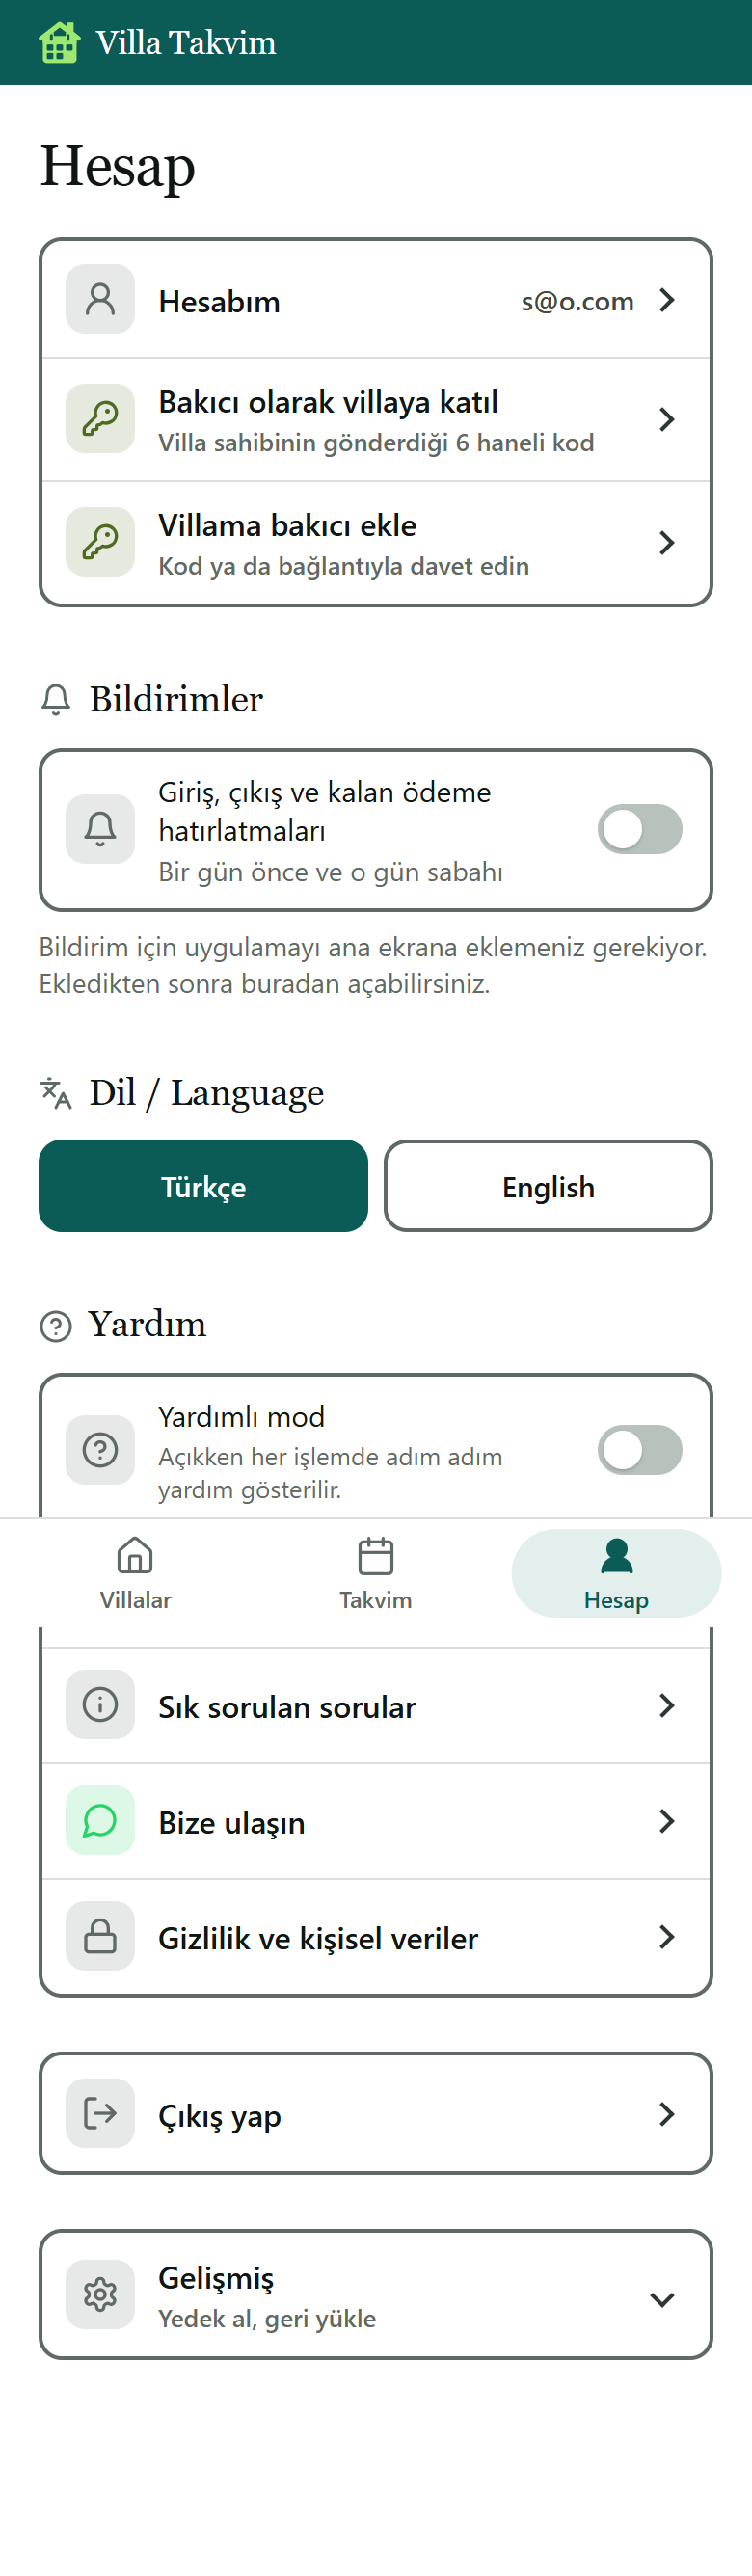 Villa Takvim
Hesap
Hesabım
s@o.com
Bakıcı olarak villaya katıl
Villa sahibinin gönderdiği 6 haneli kod
Villama bakıcı ekle
Kod ya da bağlantıyla davet edin
Bildirimler
Giriş, çıkış ve kalan ödeme
hatırlatmaları
Bir gün önce ve o gün sabahı
Bildirim için uygulamayı ana ekrana eklemeniz gerekiyor.
Ekledikten sonra buradan açabilirsiniz.
Dil / Language
Türkçe
English
Yardım
Yardımlı mod
Açıkken her işlemde adım adım
yardım gösterilir.
Villalar
Takvim
Hesap
Sık sorulan sorular
Bize ulaşın
Gizlilik ve kişisel veriler
Çıkış yap
Gelişmiş
Yedek al, geri yükle